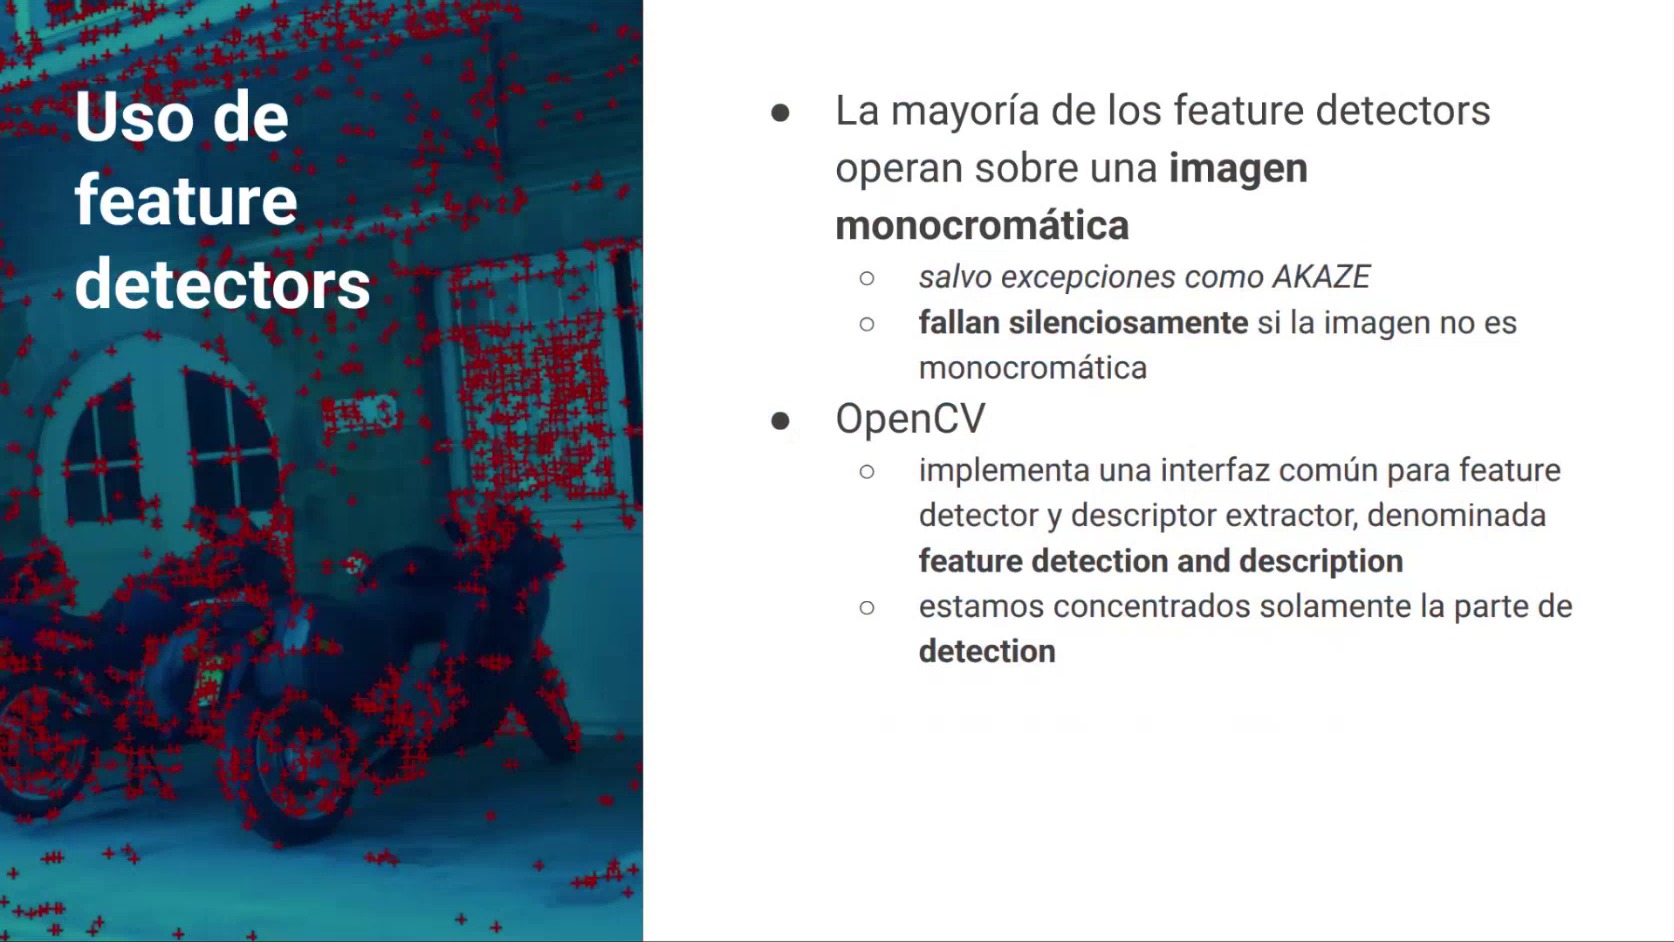 Uso de
feature
detectors
● La mayoría de los feature detectors
operan sobre una imagen
monocromática
○ salvo excepciones como AKAZE
○ fallan silenciosamente si la imagen no es
monocromática
● OpenCV
○ implementa una interfaz común para feature
detector y descriptor extractor, denominada
feature detection and description
○ estamos concentrados solamente la parte de
detection